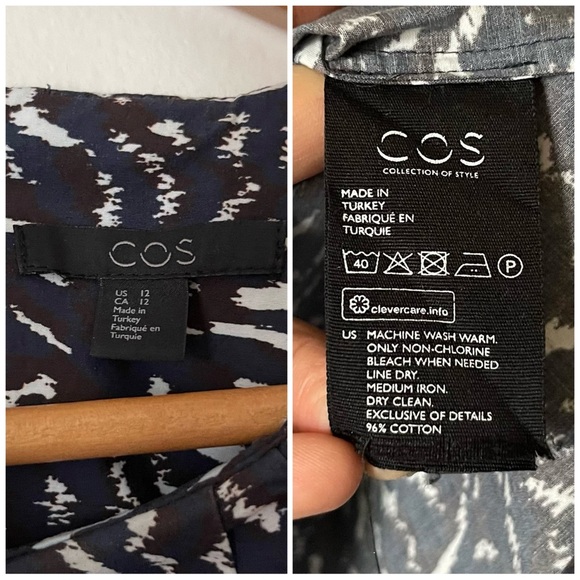 COS
US 12
CA 12
Made in
Turkey
Fabriqué en
Turquie
COS
COLLECTION OF STYLE
MADE IN
TURKEY
FABRIQUÉ EN
TURQUIE
40
P
clevercare.info
US MACHINE WASH WARM.
ONLY NON-CHLORINE
BLEACH WHEN NEEDED
LINE DRY.
MEDIUM IRON.
DRY CLEAN.
EXCLUSIVE OF DETAILS
96% COTTON